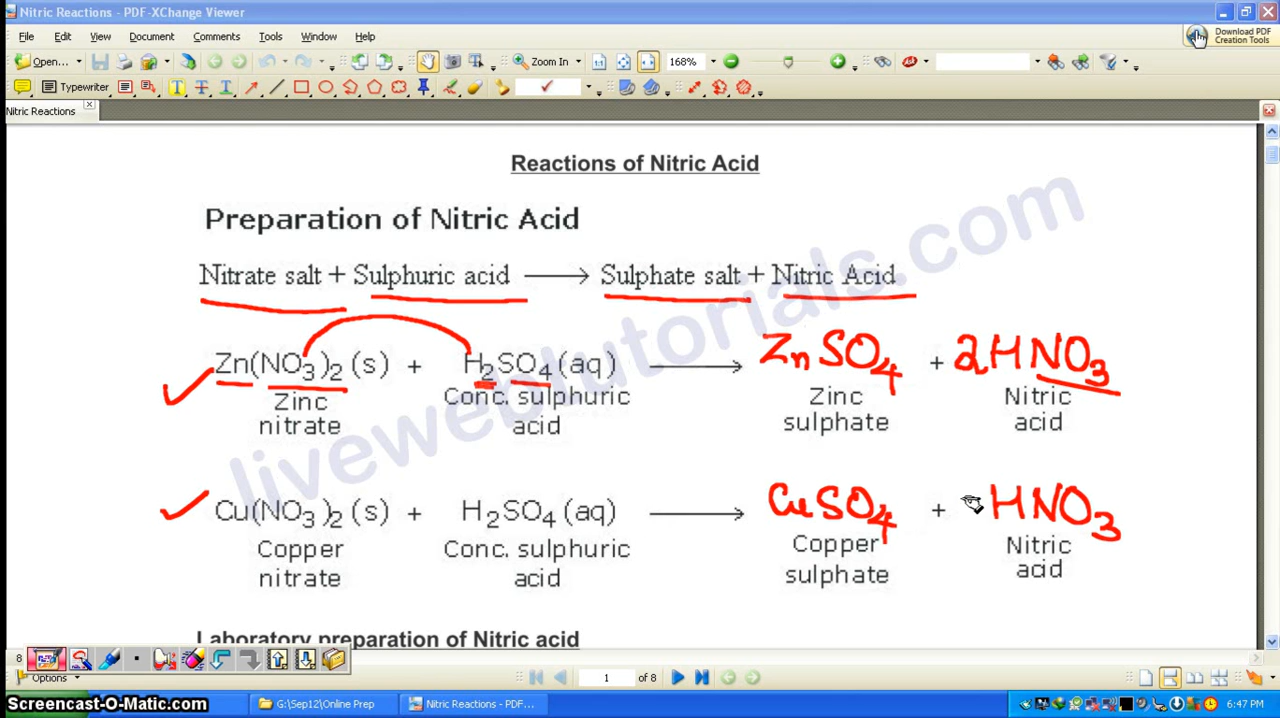 Nitric Reactions - PDF-XChange Viewer
File Edit View Document Comments Tools Window Help
Download PDF
Creation Tools
Open... Zoom In 168%
Typewriter
Nitric Reactions
Reactions of Nitric Acid
Preparation of Nitric Acid
Nitrate salt + Sulphuric acid ⟶ Sulphate salt + Nitric Acid
Zn(NO₃)₂(s) + H₂SO₄(aq) ⟶ ZnSO₄ + 2HNO₃
Zinc Conc. sulphuric Zinc Nitric
nitrate acid sulphate acid
livewebtutorials.com
Cu(NO₃)₂(s) + H₂SO₄(aq) ⟶ CuSO₄ + HNO₃
Copper Conc. sulphuric Copper Nitric
nitrate acid sulphate acid
Laboratory preparation of Nitric acid
8
Options 1 of 8
Screencast-O-Matic.com G:\Sep12\Online Prep Nitric Reactions - PD... 6:47 PM